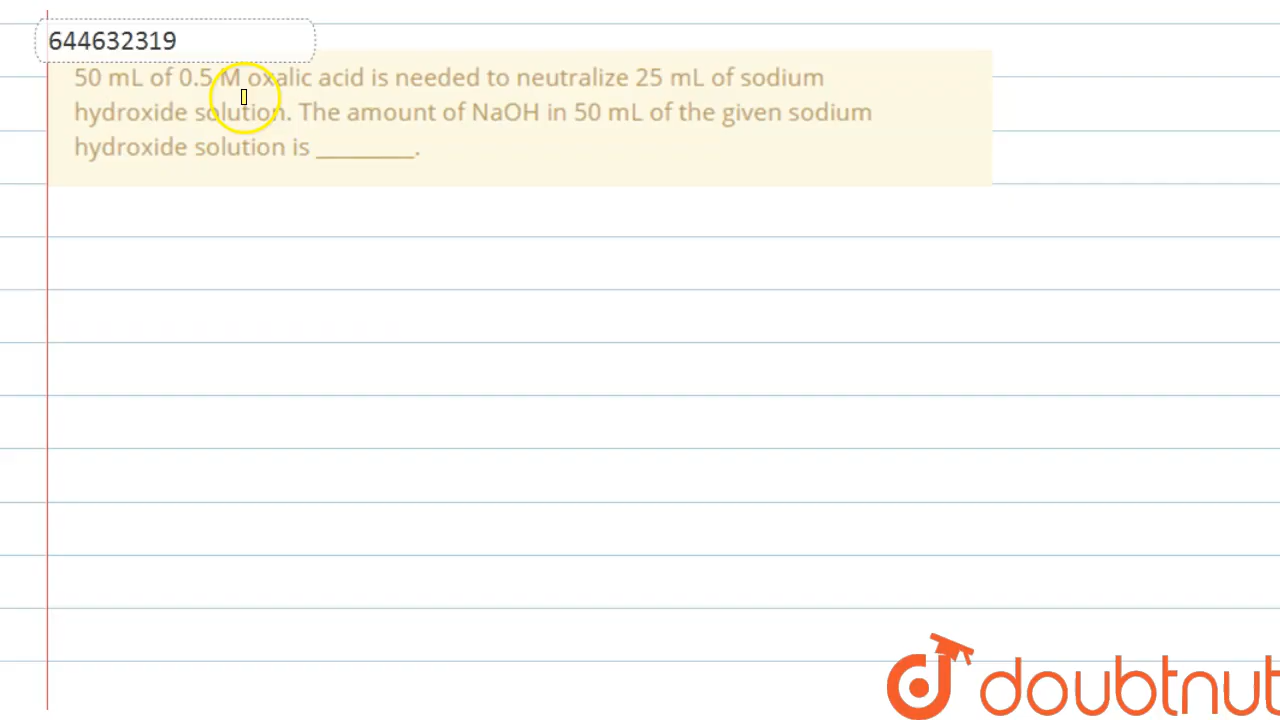 644632319
50 mL of 0.5 M oxalic acid is needed to neutralize 25 mL of sodium
hydroxide solution. The amount of NaOH in 50 mL of the given sodium
hydroxide solution is _________.
doubtnut